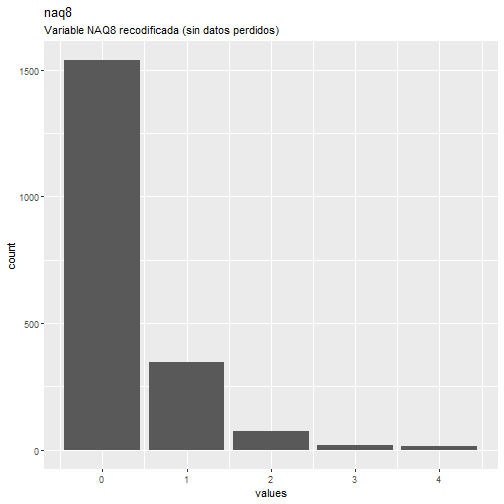 naq8
Variable NAQ8 recodificada (sin datos perdidos)
1500
1000
500
0
count
0 1 2 3 4
values